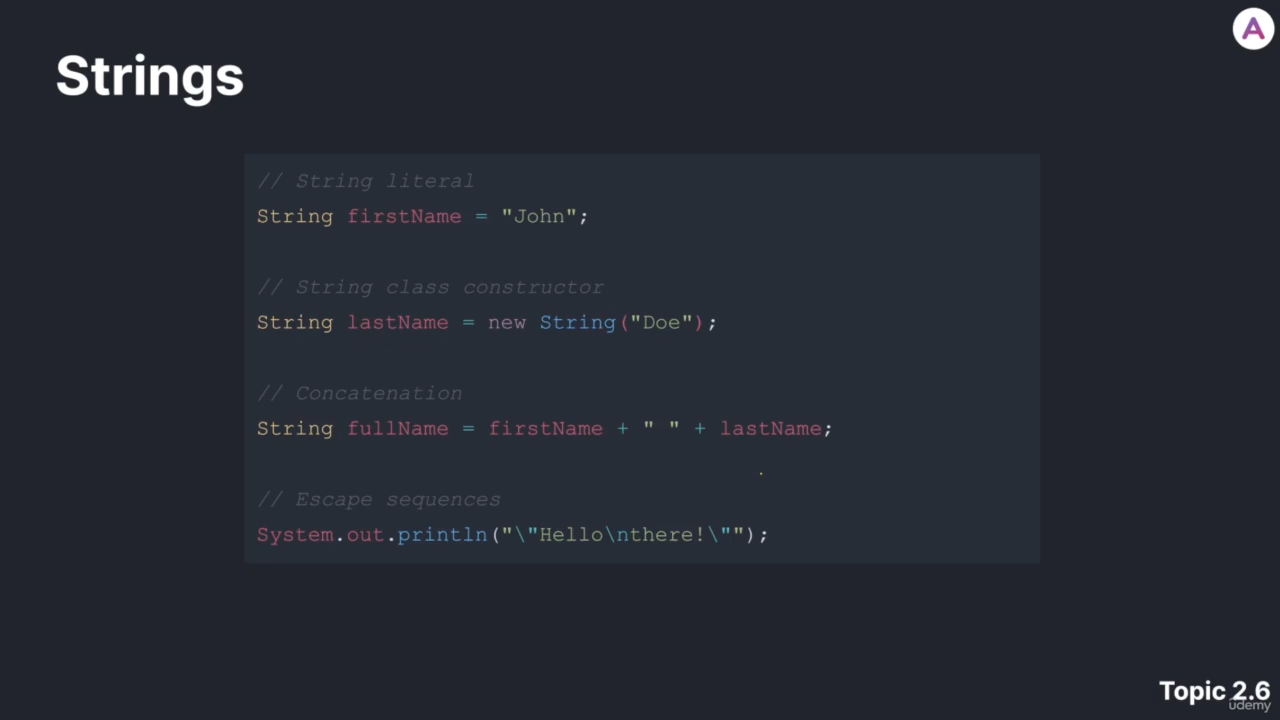 A
Strings
// String literal
String firstName = "John";
// String class constructor
String lastName = new String("Doe");
// Concatenation
String fullName = firstName + " " + lastName;
// Escape sequences
System.out.println("\"Hello\nthere!\"");
Topic 2.6
udemy